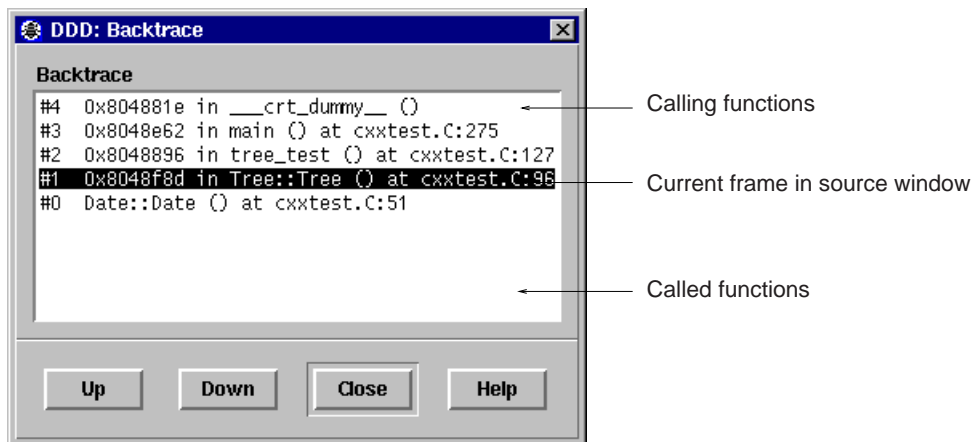 DDD: Backtrace
Backtrace
#4 0x804881e in ___crt_dummy__ ()
Calling functions
#3 0x8048e62 in main () at cxxtest.C:275
#2 0x8048896 in tree_test () at cxxtest.C:127
#1 0x8048f8d in Tree::Tree () at cxxtest.C:96
Current frame in source window
#0 Date::Date () at cxxtest.C:51
Called functions
Up
Down
Close
Help